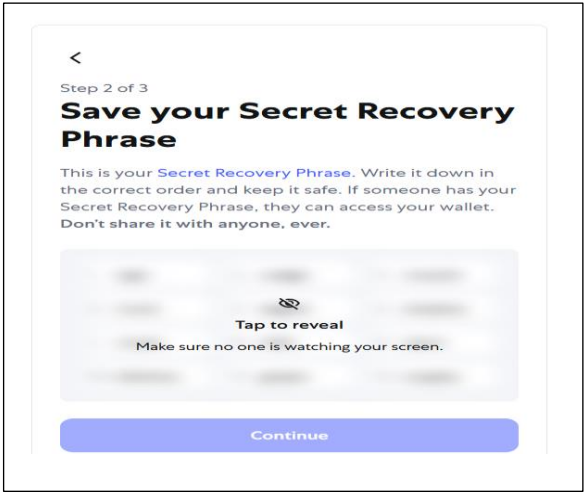 Step 2 of 3
Save your Secret Recovery
Phrase
This is your Secret Recovery Phrase. Write it down in
the correct order and keep it safe. If someone has your
Secret Recovery Phrase, they can access your wallet.
Don't share it with anyone, ever.
Tap to reveal
Make sure no one is watching your screen.
Continue